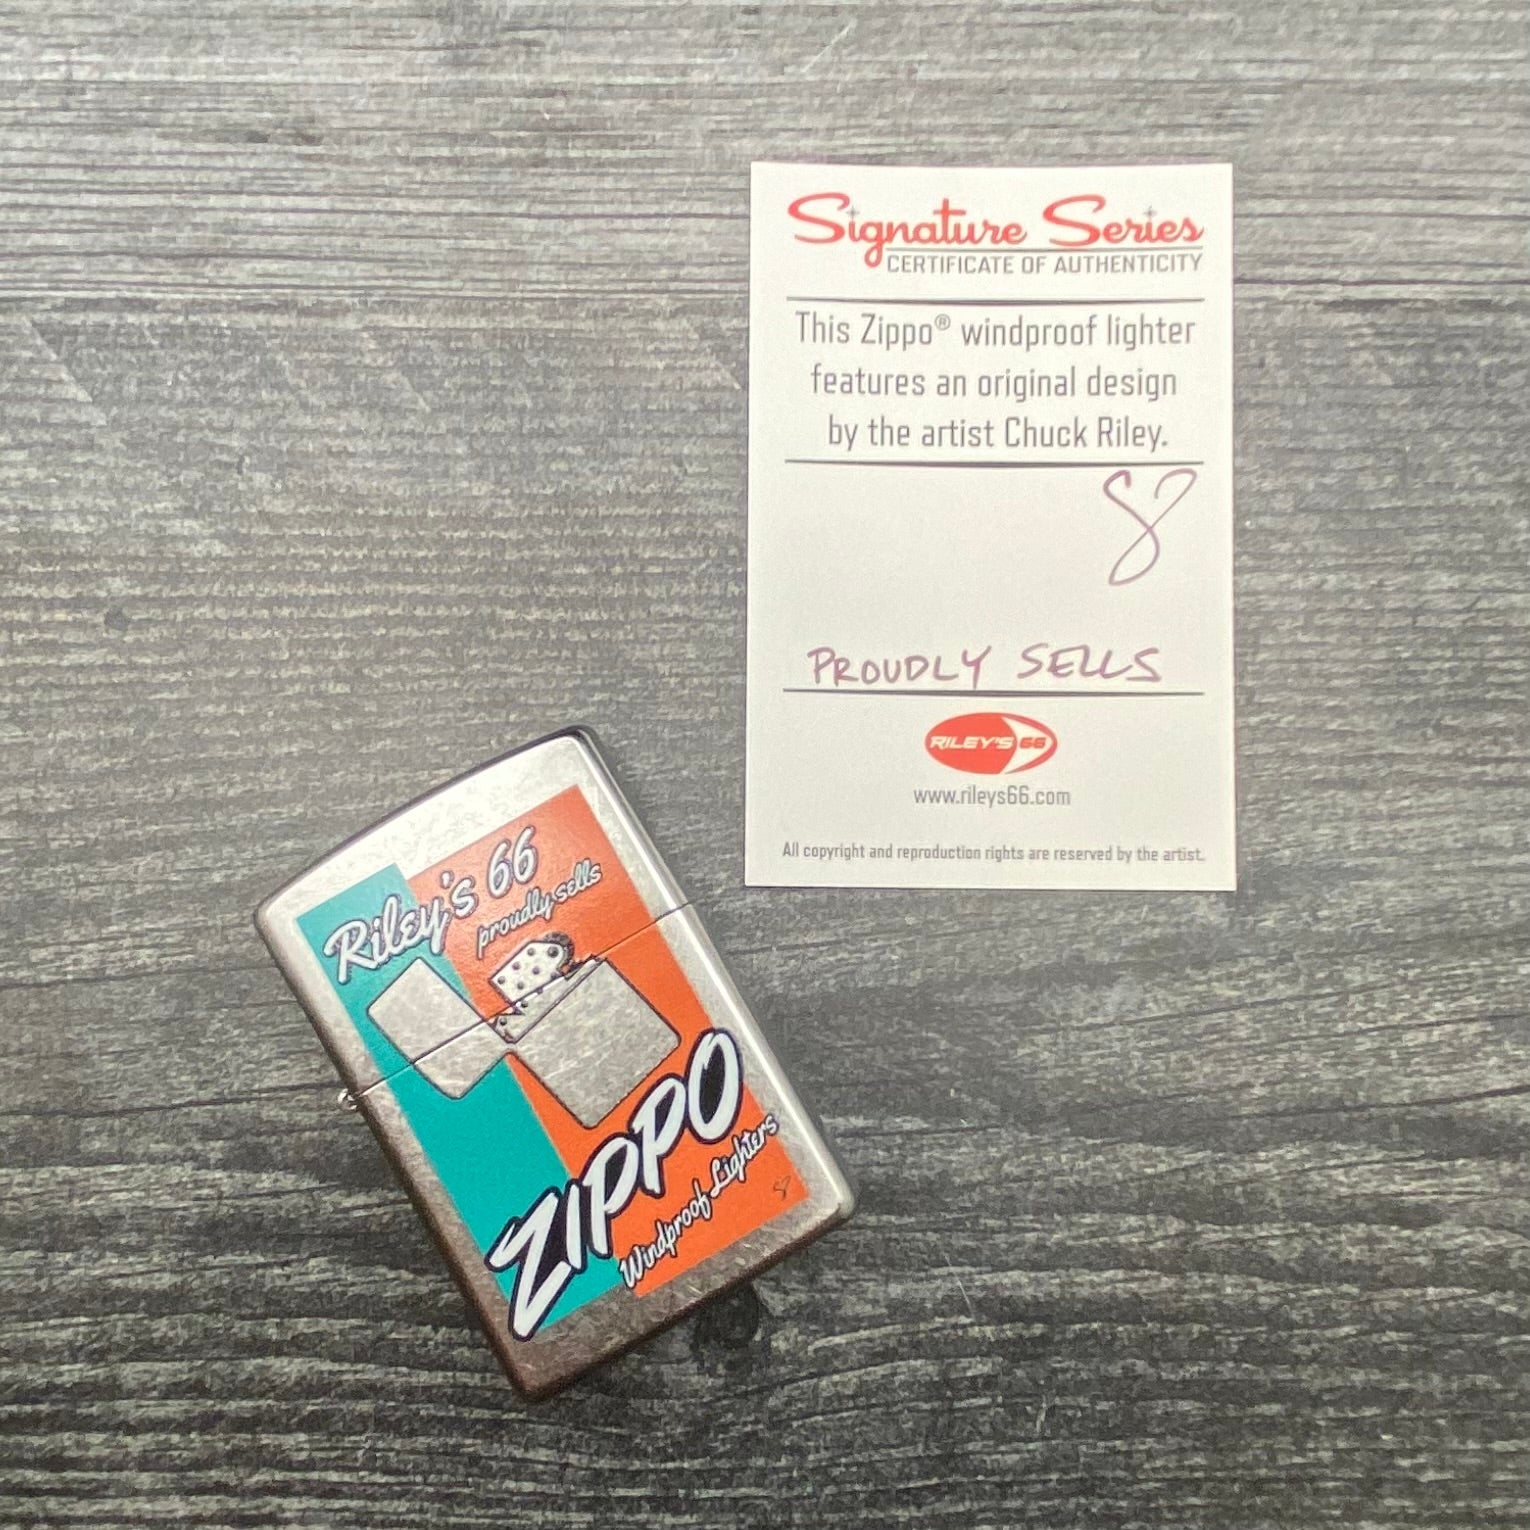 Signature Series
CERTIFICATE OF AUTHENTICITY
This Zippo® windproof lighter
features an original design
by the artist Chuck Riley.
PROUDLY SELLS
RILEY'S 66
www.rileys66.com
All copyright and reproduction rights are reserved by the artist.
Riley's 66
proudly sells
ZIPPO
Windproof Lighters